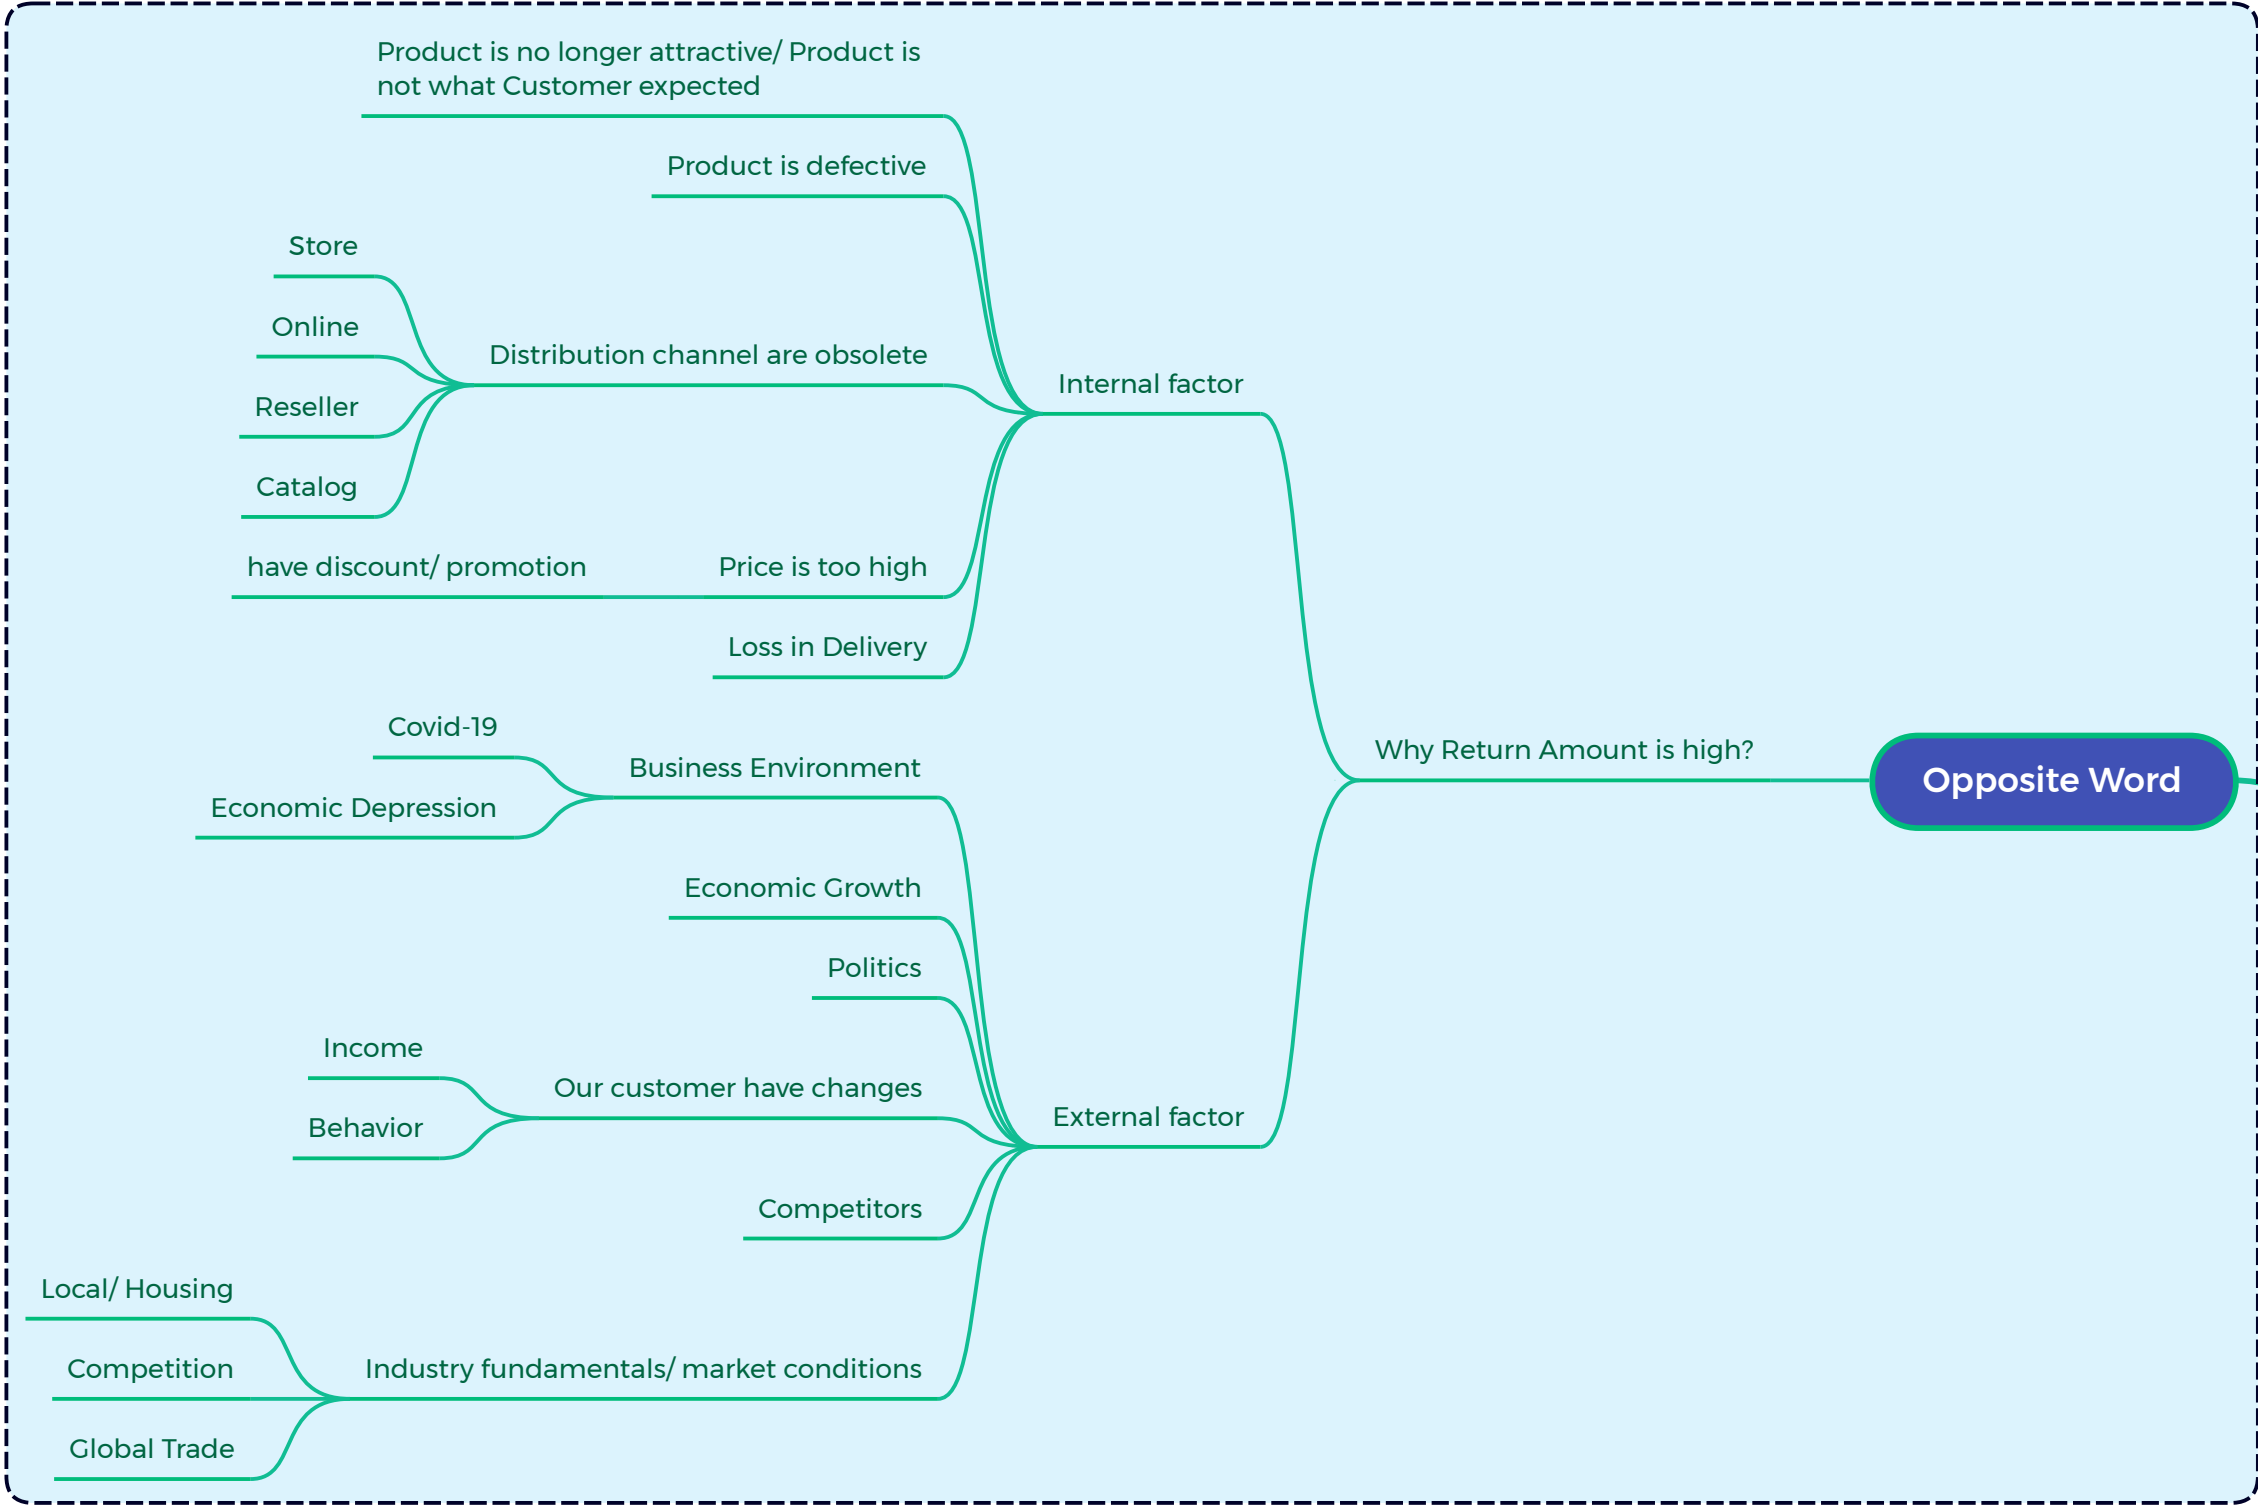 Product is no longer attractive/ Product is
not what Customer expected
Product is defective
Store
Online
Distribution channel are obsolete
Reseller
Catalog
Internal factor
have discount/ promotion
Price is too high
Loss in Delivery
Covid-19
Business Environment
Economic Depression
Why Return Amount is high?
Opposite Word
Economic Growth
Politics
Income
Our customer have changes
Behavior
External factor
Competitors
Local/ Housing
Competition
Industry fundamentals/ market conditions
Global Trade